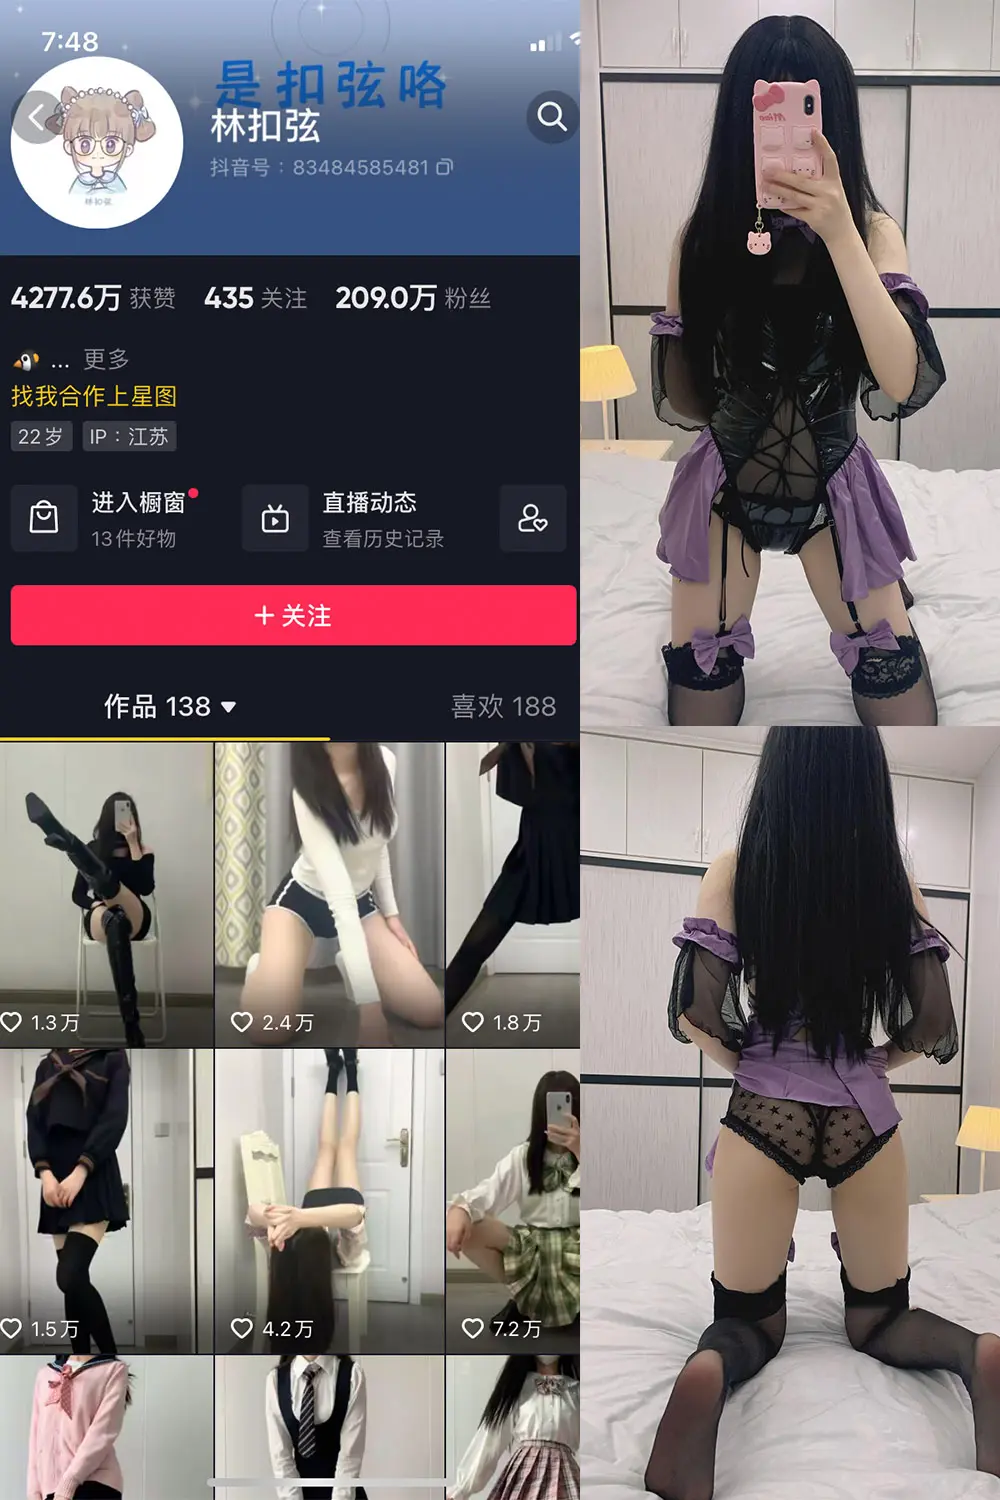 7:48
是扣弦咯
林扣弦
抖音号：83484585481
林扣弦
4277.6万 获赞 435 关注 209.0万 粉丝
... 更多
找我合作上星图
22岁 IP：江苏
进入橱窗 直播动态
13件好物 查看历史记录
+ 关注
作品 138 喜欢 188
1.3万 2.4万 1.8万
1.5万 4.2万 7.2万